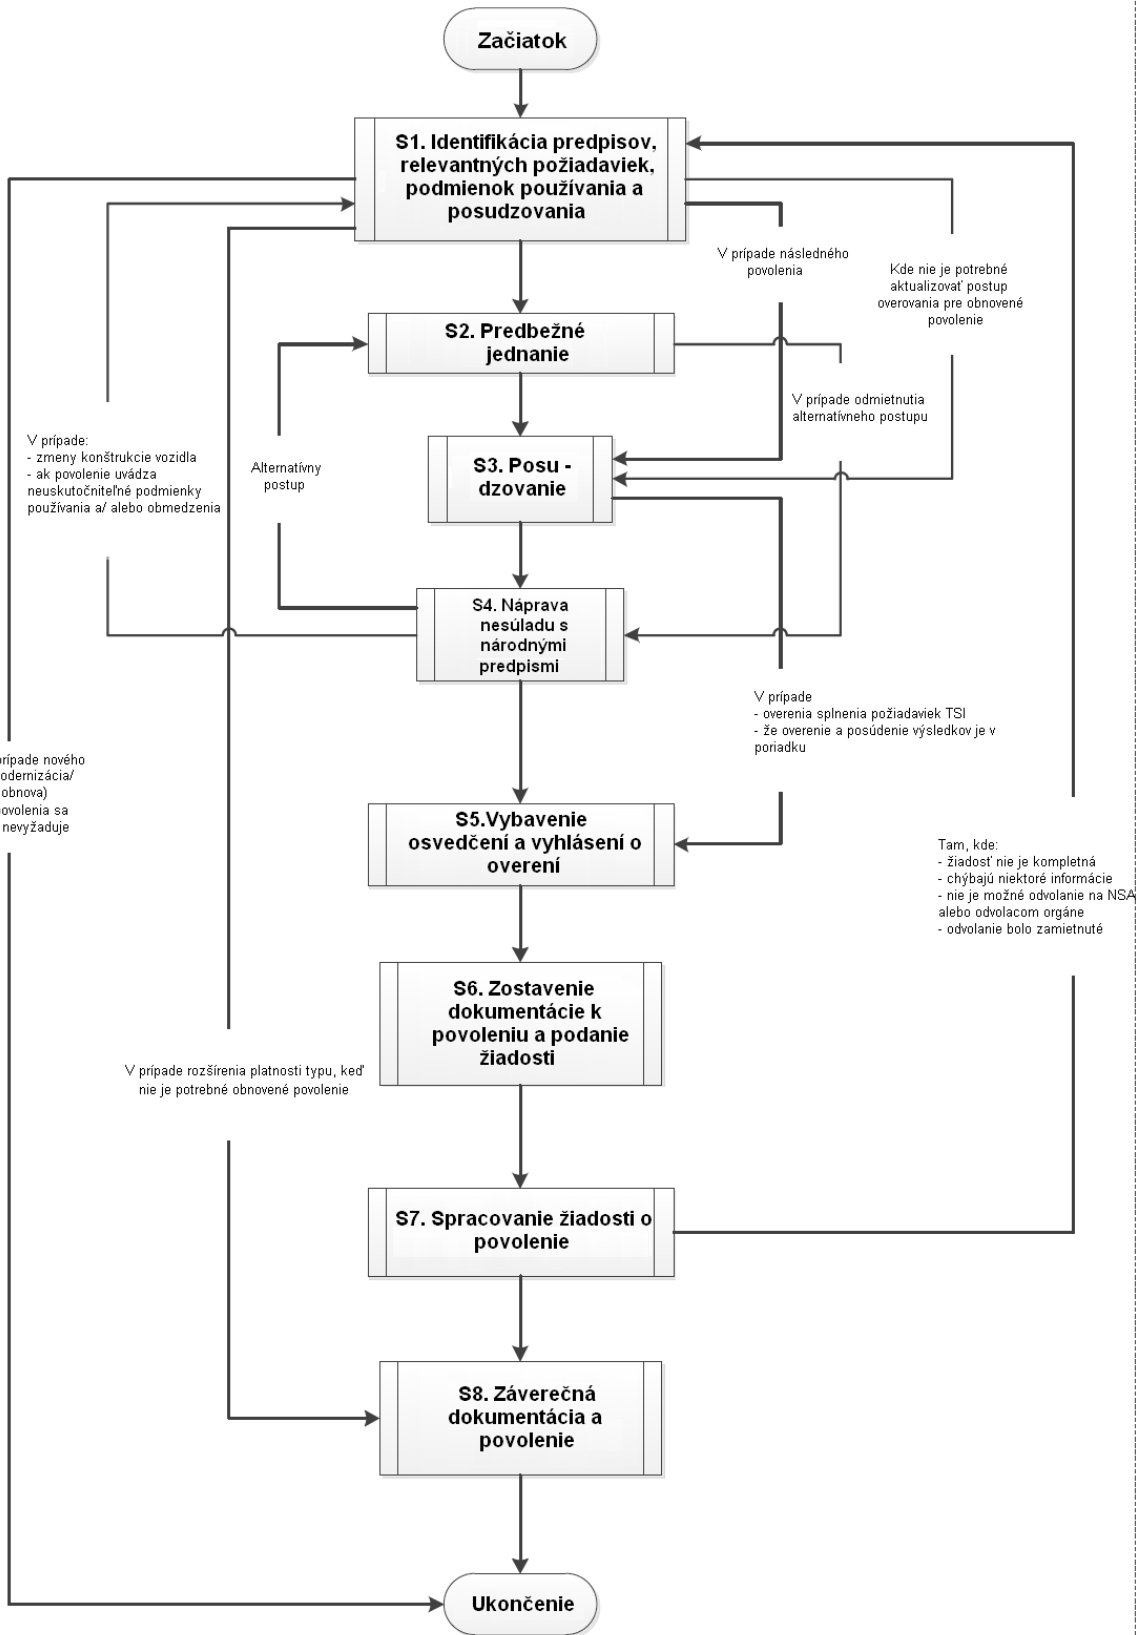 Začiatok
S1. Identifikácia predpisov,
relevantných požiadaviek,
podmienok používania a
posudzovania
V prípade následného
povolenia
Kde nie je potrebné
aktualizovať postup
overovania pre obnovené
povolenie
S2. Predbežné
jednanie
V prípade odmietnutia
alternatívneho postupu
V prípade:
- zmeny konštrukcie vozidla
- ak povolenie uvádza
neuskutočniteľné podmienky
používania a/ alebo obmedzenia
Alternatívny
postup
S3. Posu -
dzovanie
S4. Náprava
nesúladu s
národnými
predpismi
V prípade
- overenia splnenia požiadaviek TSI
- že overenie a posúdenie výsledkov je v
poriadku
prípade nového
odernizácia/
obnova)
ovolenia sa
nevyžaduje
S5.Vybavenie
osvedčení a vyhlásení o
overení
Tam, kde:
- žiadosť nie je kompletná
- chýbajú niektoré informácie
- nie je možné odvolanie na NSA
alebo odvolacom orgáne
- odvolanie bolo zamietnuté
S6. Zostavenie
dokumentácie k
povoleniu a podanie
žiadosti
V prípade rozšírenia platnosti typu, keď
nie je potrebné obnovené povolenie
S7. Spracovanie žiadosti o
povolenie
S8. Záverečná
dokumentácia a
povolenie
Ukončenie